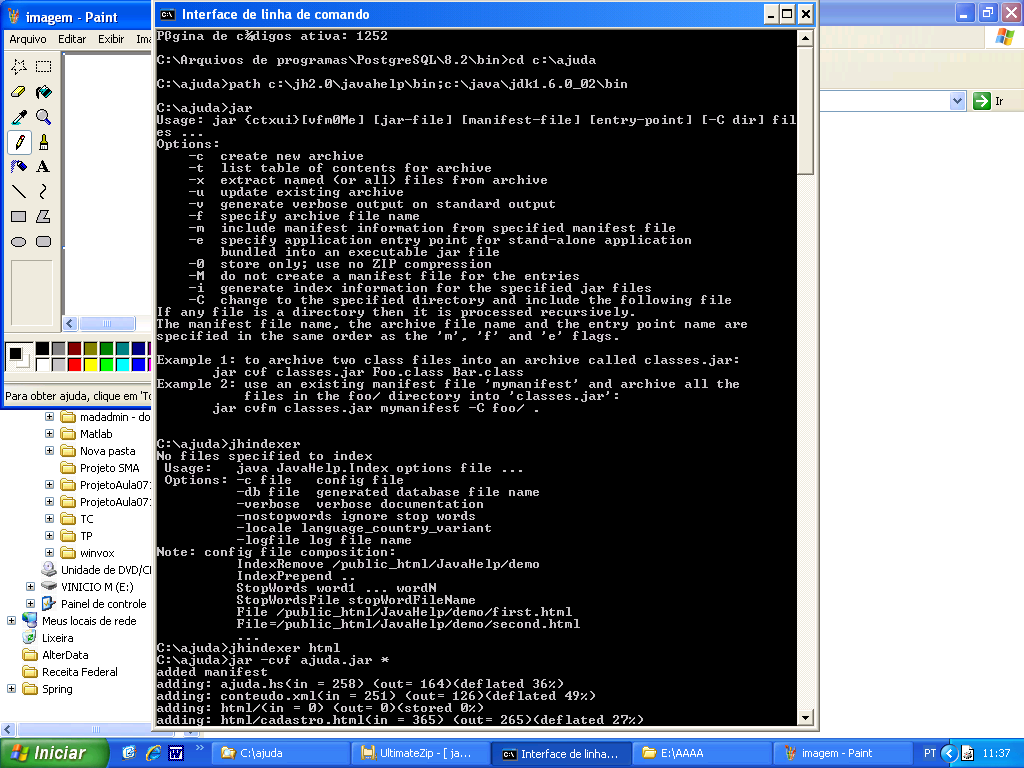 imagem - Paint
Arquivo Editar Exibir Ima
Para obter ajuda, clique em 'Tó
Interface de linha de comando
Página de c¾digos ativa: 1252
C:\Arquivos de programas\PostgreSQL\8.2\bin>cd c:\ajuda
C:\ajuda>path c:\jh2.0\javahelp\bin;c:\java\jdk1.6.0_02\bin
C:\ajuda>jar
Usage: jar {ctxui}[vfm0Me] [jar-file] [manifest-file] [entry-point] [-C dir] fil
es ...
Options:
-c create new archive
-t list table of contents for archive
-x extract named (or all) files from archive
-u update existing archive
-v generate verbose output on standard output
-f specify archive file name
-m include manifest information from specified manifest file
-e specify application entry point for stand-alone application
bundled into an executable jar file
-0 store only; use no ZIP compression
-M do not create a manifest file for the entries
-i generate index information for the specified jar files
-C change to the specified directory and include the following file
If any file is a directory then it is processed recursively.
The manifest file name, the archive file name and the entry point name are
specified in the same order as the 'm', 'f' and 'e' flags.
Example 1: to archive two class files into an archive called classes.jar:
jar cvf classes.jar Foo.class Bar.class
Example 2: use an existing manifest file 'mymanifest' and archive all the
files in the foo/ directory into 'classes.jar':
jar cvfm classes.jar mymanifest -C foo/ .
C:\ajuda>jhindexer
No files specified to index
Usage: java JavaHelp.Index options file ...
Options: -c file config file
-db file generated database file name
-verbose verbose documentation
-nostopwords ignore stop words
-locale language_country_variant
-logfile log file name
Note: config file composition:
IndexRemove /public_html/JavaHelp/demo
IndexPrepend ..
StopWords word1 ... wordN
StopWordsFile stopWordFileName
File /public_html/JavaHelp/demo/first.html
File=/public_html/JavaHelp/demo/second.html
...
C:\ajuda>jhindexer html
C:\ajuda>jar -cvf ajuda.jar *
added manifest
adding: ajuda.hs(in = 258) (out= 164)(deflated 36%)
adding: conteudo.xml(in = 251) (out= 126)(deflated 49%)
adding: html/(in = 0) (out= 0)(stored 0%)
adding: html/cadastro.html(in = 365) (out= 265)(deflated 27%)
Ir
madadmin - do
Matlab
Nova pasta
Projeto SMA
ProjetoAula07
ProjetoAula07
TC
TP
winvox
Unidade de DVD/C
VINICIO M (E:)
Painel de controle
Meus locais de rede
Lixeira
AlterData
Receita Federal
Spring
Iniciar
C:\ajuda
UltimateZip - [ ja...
Interface de linha...
E:\AAAA
imagem - Paint
PT
11:37